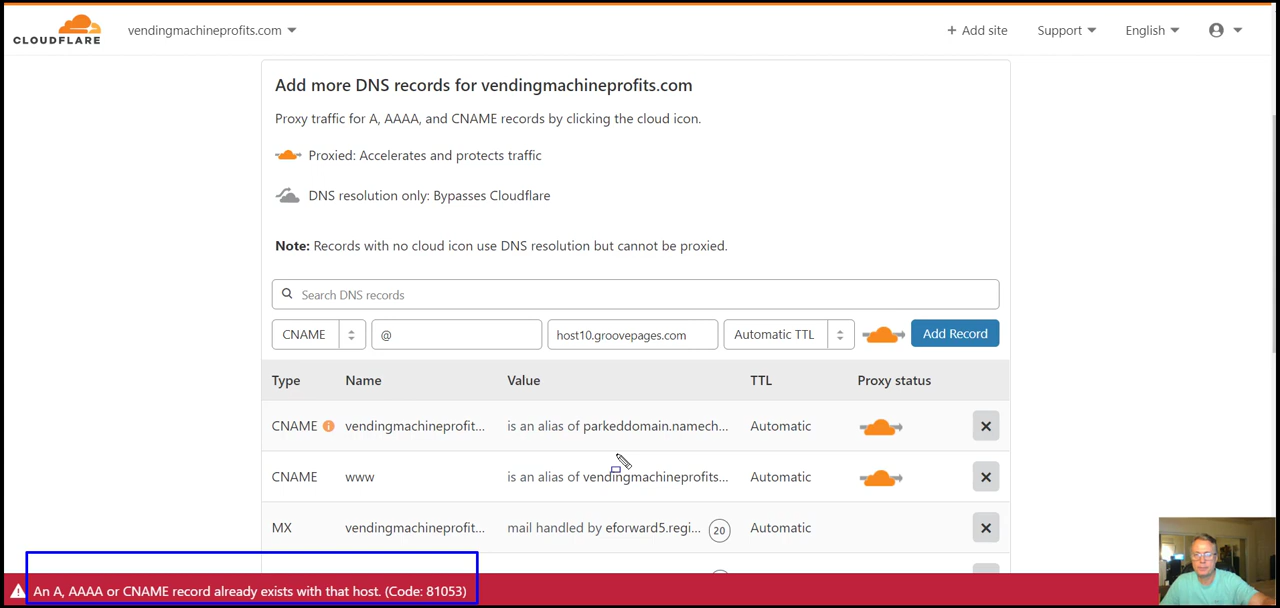 CLOUDFLARE
vendingmachineprofits.com
+ Add site
Support
English
Add more DNS records for vendingmachineprofits.com
Proxy traffic for A, AAAA, and CNAME records by clicking the cloud icon.
Proxied: Accelerates and protects traffic
DNS resolution only: Bypasses Cloudflare
Note: Records with no cloud icon use DNS resolution but cannot be proxied.
Search DNS records
CNAME @ host10.groovepages.com Automatic TTL Add Record
Type Name Value TTL Proxy status
CNAME vendingmachineprofit... is an alias of parkeddomain.namech... Automatic
CNAME www is an alias of vendingmachineprofits... Automatic
MX vendingmachineprofit... mail handled by eforward5.regi... 20 Automatic
An A, AAAA or CNAME record already exists with that host. (Code: 81053)